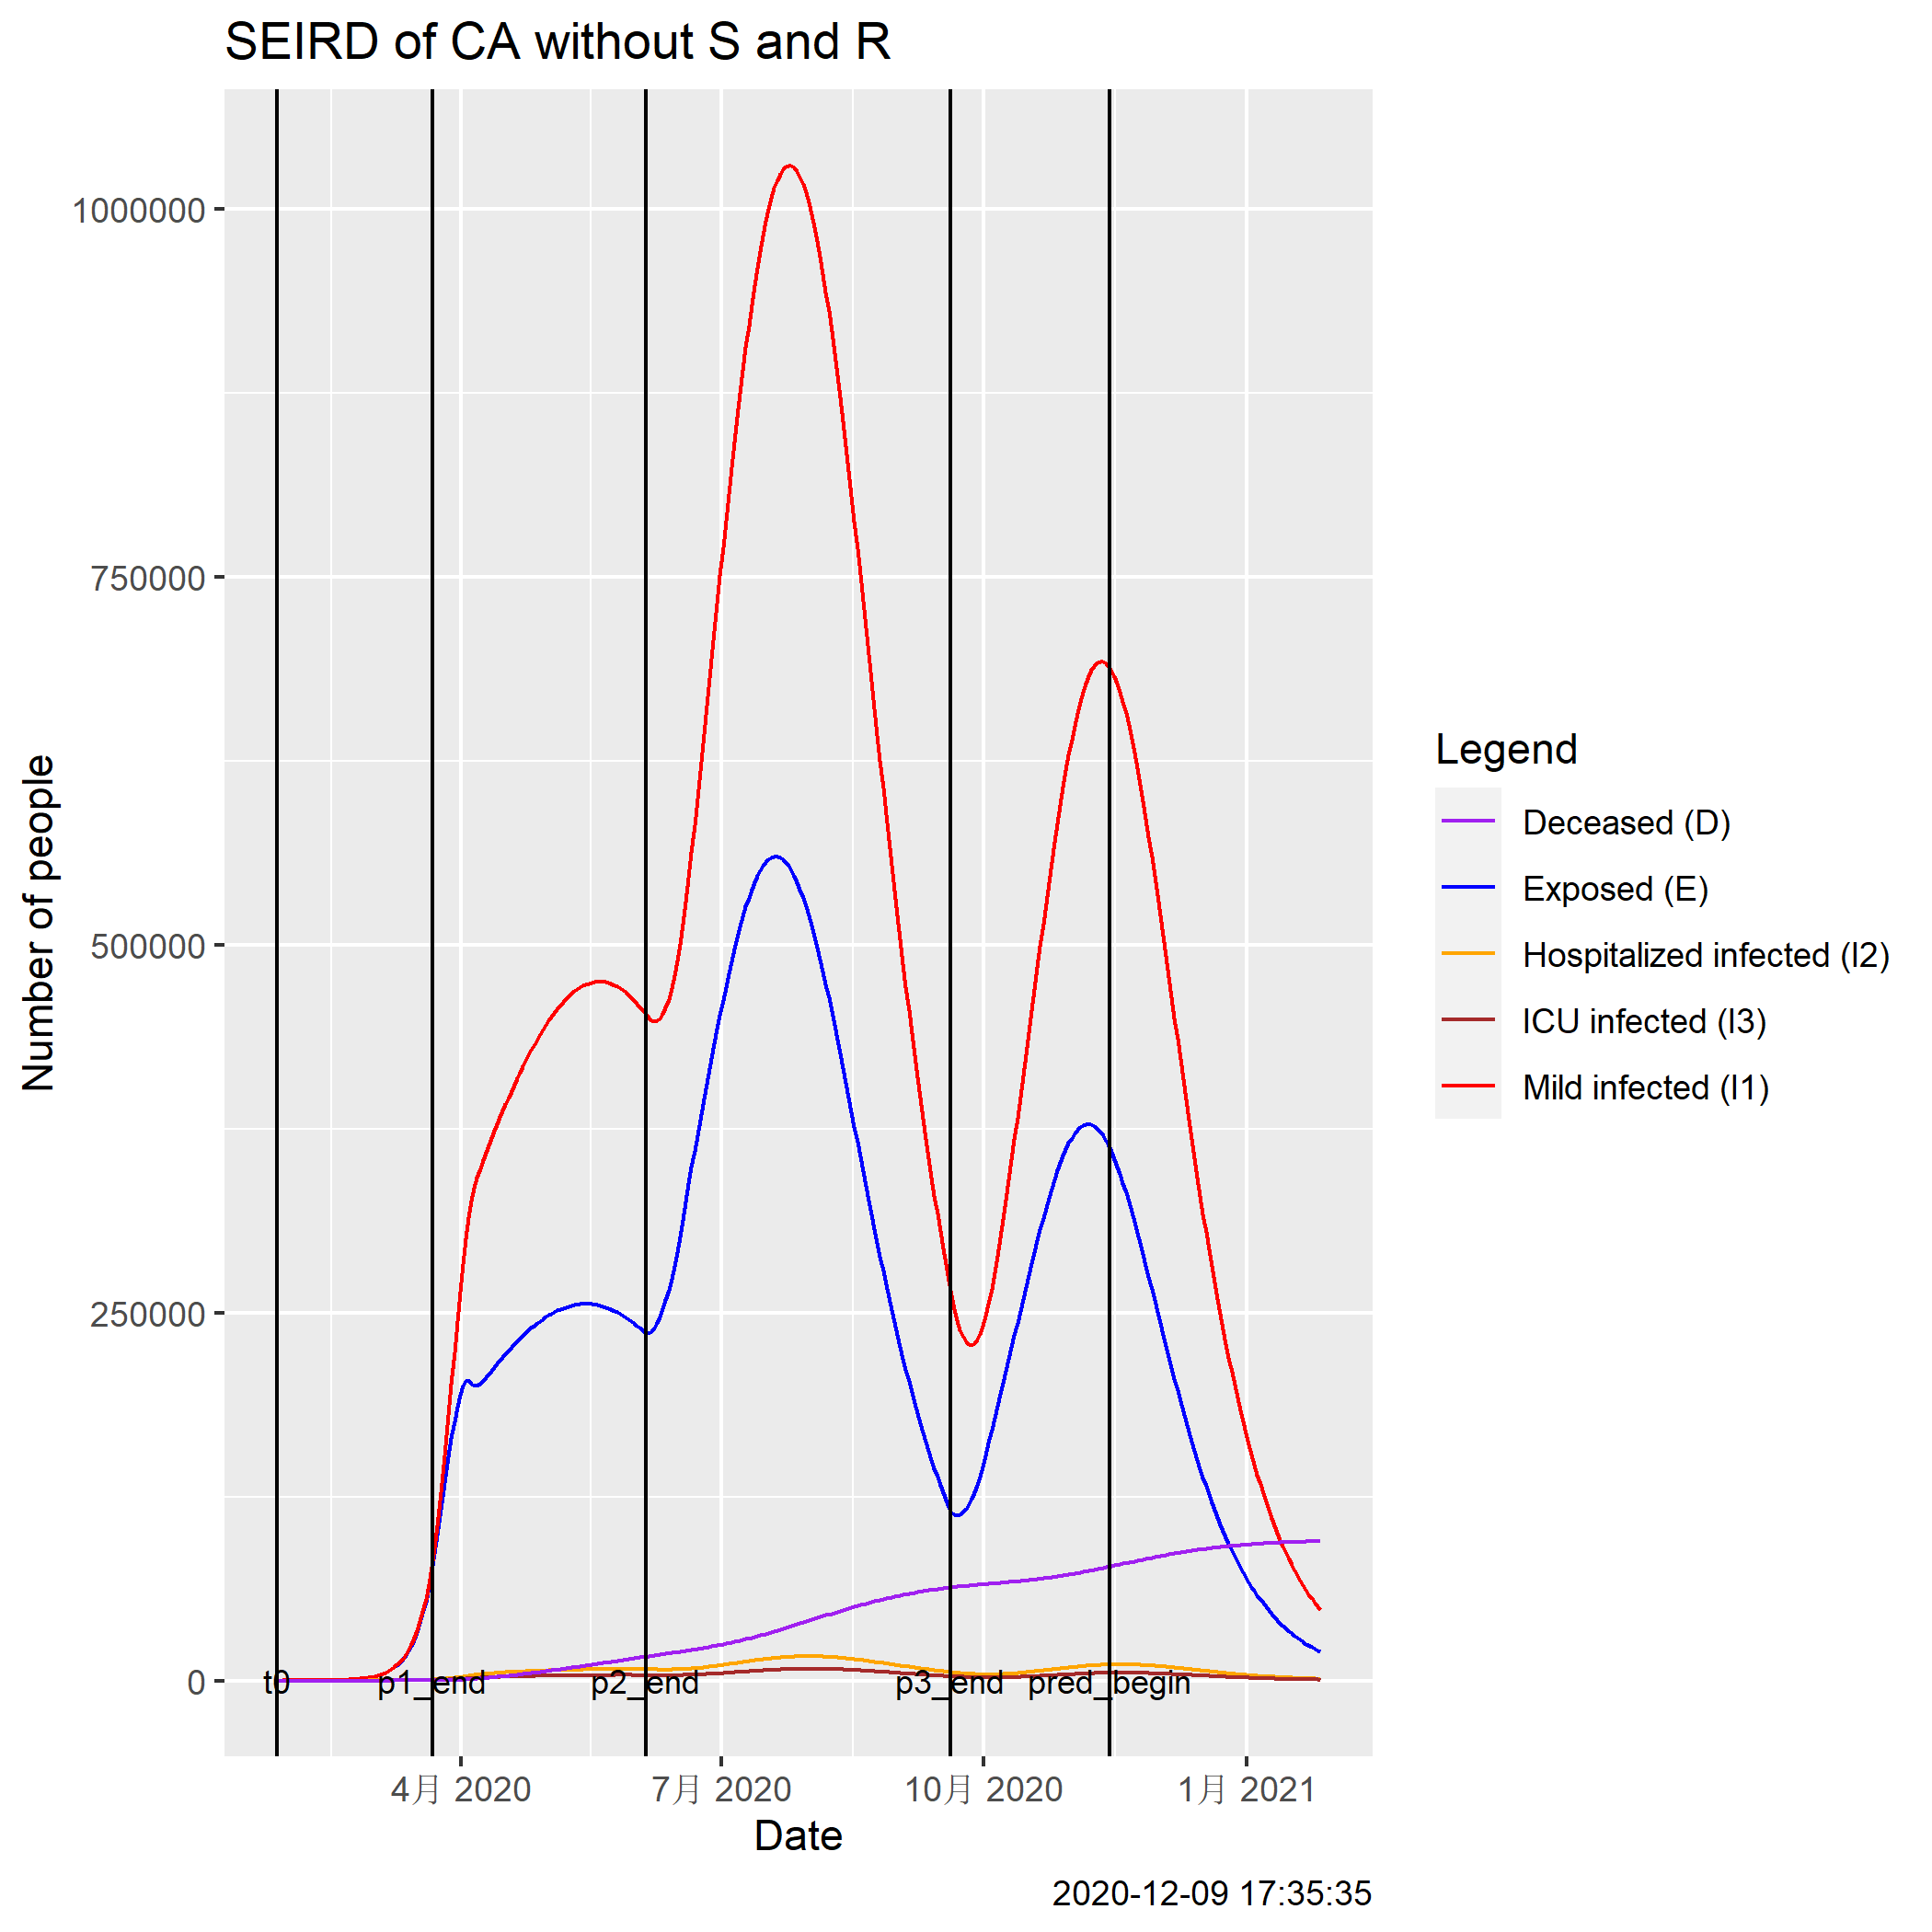 SEIRD of CA without S and R
Number of people
1000000
750000
500000
250000
0
t0
p1_end
p2_end
p3_end
pred_begin
4月 2020
7月 2020
10月 2020
1月 2021
Date
2020-12-09 17:35:35
Legend
Deceased (D)
Exposed (E)
Hospitalized infected (I2)
ICU infected (I3)
Mild infected (I1)